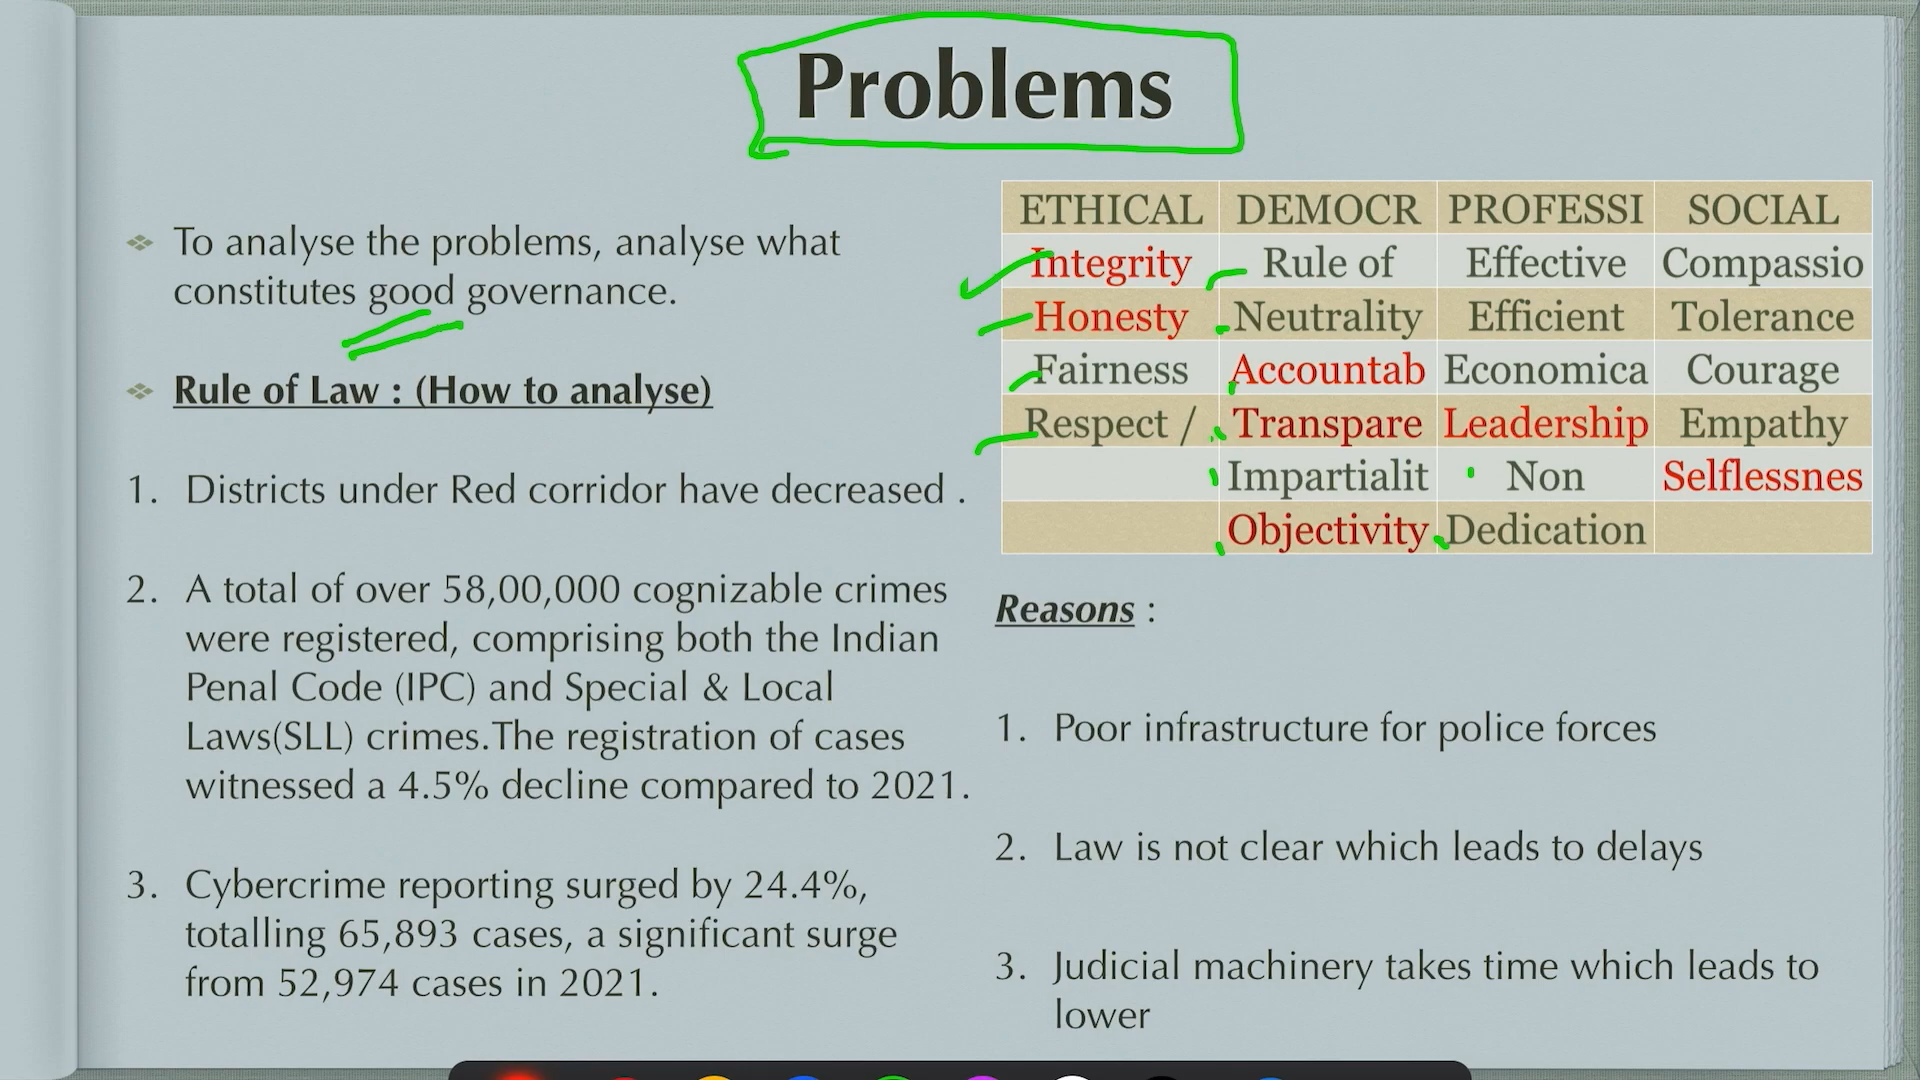 Problems
To analyse the problems, analyse what
constitutes good governance.
Rule of Law : (How to analyse)
1. Districts under Red corridor have decreased .
2. A total of over 58,00,000 cognizable crimes
were registered, comprising both the Indian
Penal Code (IPC) and Special & Local
Laws(SLL) crimes.The registration of cases
witnessed a 4.5% decline compared to 2021.
3. Cybercrime reporting surged by 24.4%,
totalling 65,893 cases, a significant surge
from 52,974 cases in 2021.
ETHICAL DEMOCR PROFESSI SOCIAL
Integrity Rule of Effective Compassio
Honesty Neutrality Efficient Tolerance
Fairness Accountab Economica Courage
Respect / Transpare Leadership Empathy
Impartialit Non Selflessnes
Objectivity Dedication
Reasons :
1. Poor infrastructure for police forces
2. Law is not clear which leads to delays
3. Judicial machinery takes time which leads to
lower